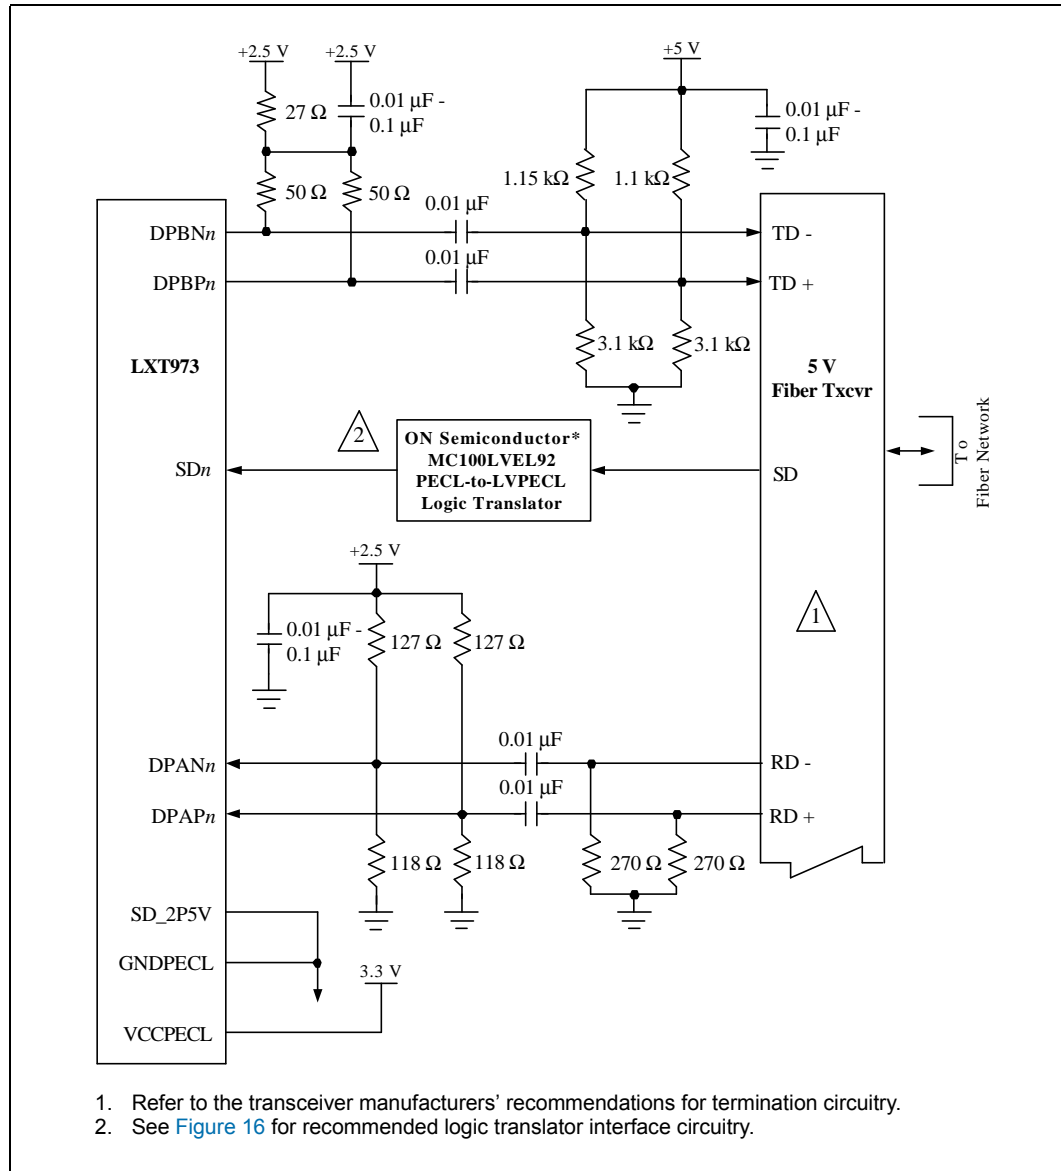 +2.5 V +2.5 V +5 V
27 Ω
0.01 µF -
0.1 µF
0.01 µF -
0.1 µF
50 Ω 50 Ω
1.15 kΩ 1.1 kΩ
0.01 µF
DPBNn TD -
0.01 µF
DPBPn TD +
3.1 kΩ 3.1 kΩ
LXT973
5 V
Fiber Txcvr
2
ON Semiconductor*
MC100LVEL92
PECL-to-LVPECL
Logic Translator
SDn SD
To
Fiber Network
+2.5 V
0.01 µF -
0.1 µF
127 Ω 127 Ω
1
0.01 µF
DPANn RD -
0.01 µF
DPAPn RD +
118 Ω 118 Ω 270 Ω 270 Ω
SD_2P5V
GNDPECL
3.3 V
VCCPECL
1. Refer to the transceiver manufacturers’ recommendations for termination circuitry.
2. See Figure 16 for recommended logic translator interface circuitry.